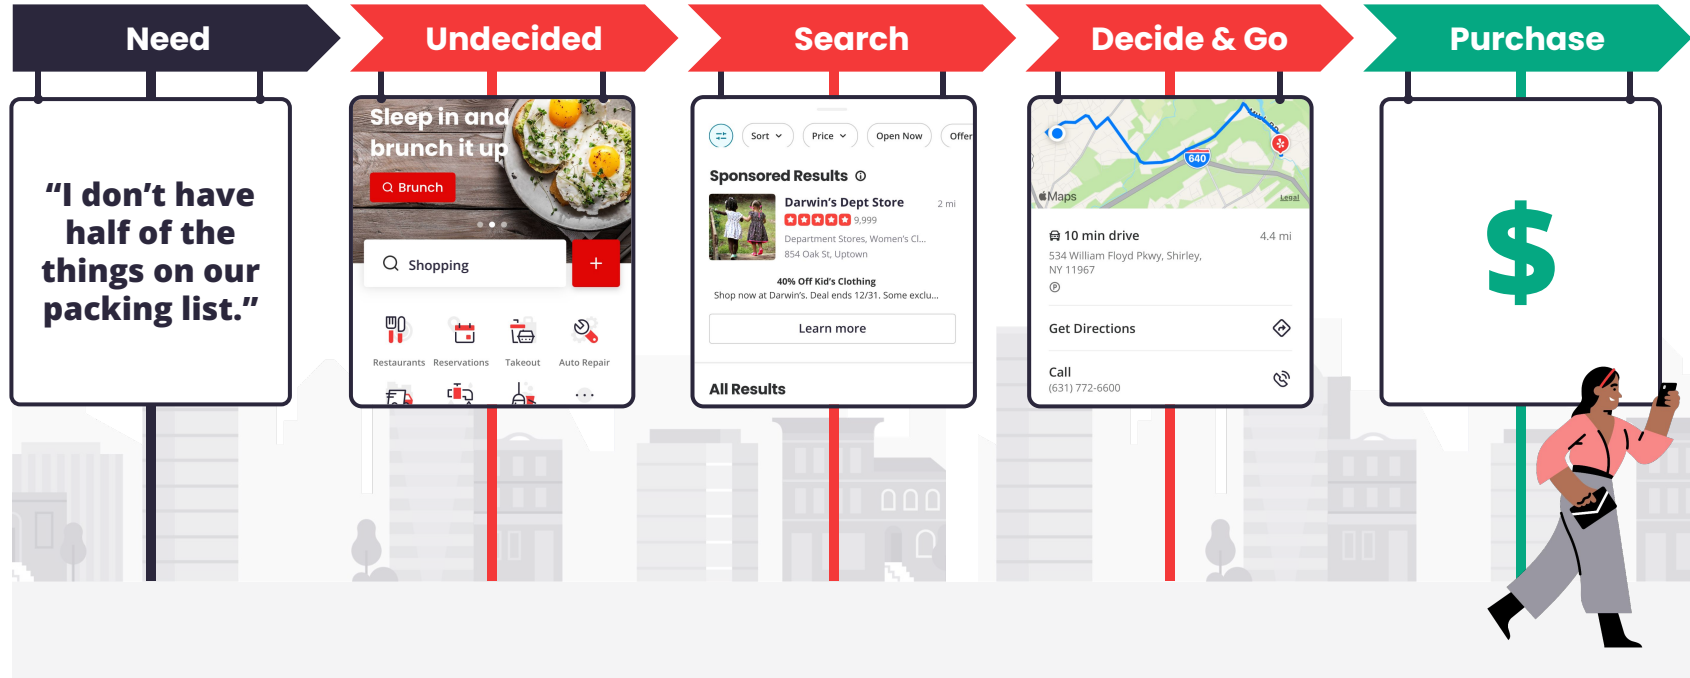 Need
Undecided
Search
Decide & Go
Purchase
“I don’t have
half of the
things on our
packing list.”
Sleep in and
brunch it up
Brunch
Shopping
Restaurants
Reservations
Takeout
Auto Repair
Sort
Price
Open Now
Offer
Sponsored Results
Darwin’s Dept Store
2 mi
9,999
Department Stores, Women’s Cl...
854 Oak St, Uptown
40% Off Kid’s Clothing
Shop now at Darwin’s. Deal ends 12/31. Some exclu...
Learn more
All Results
640
Maps
Legal
10 min drive
4.4 mi
534 William Floyd Pkwy, Shirley,
NY 11967
P
Get Directions
Call
(631) 772-6600
$